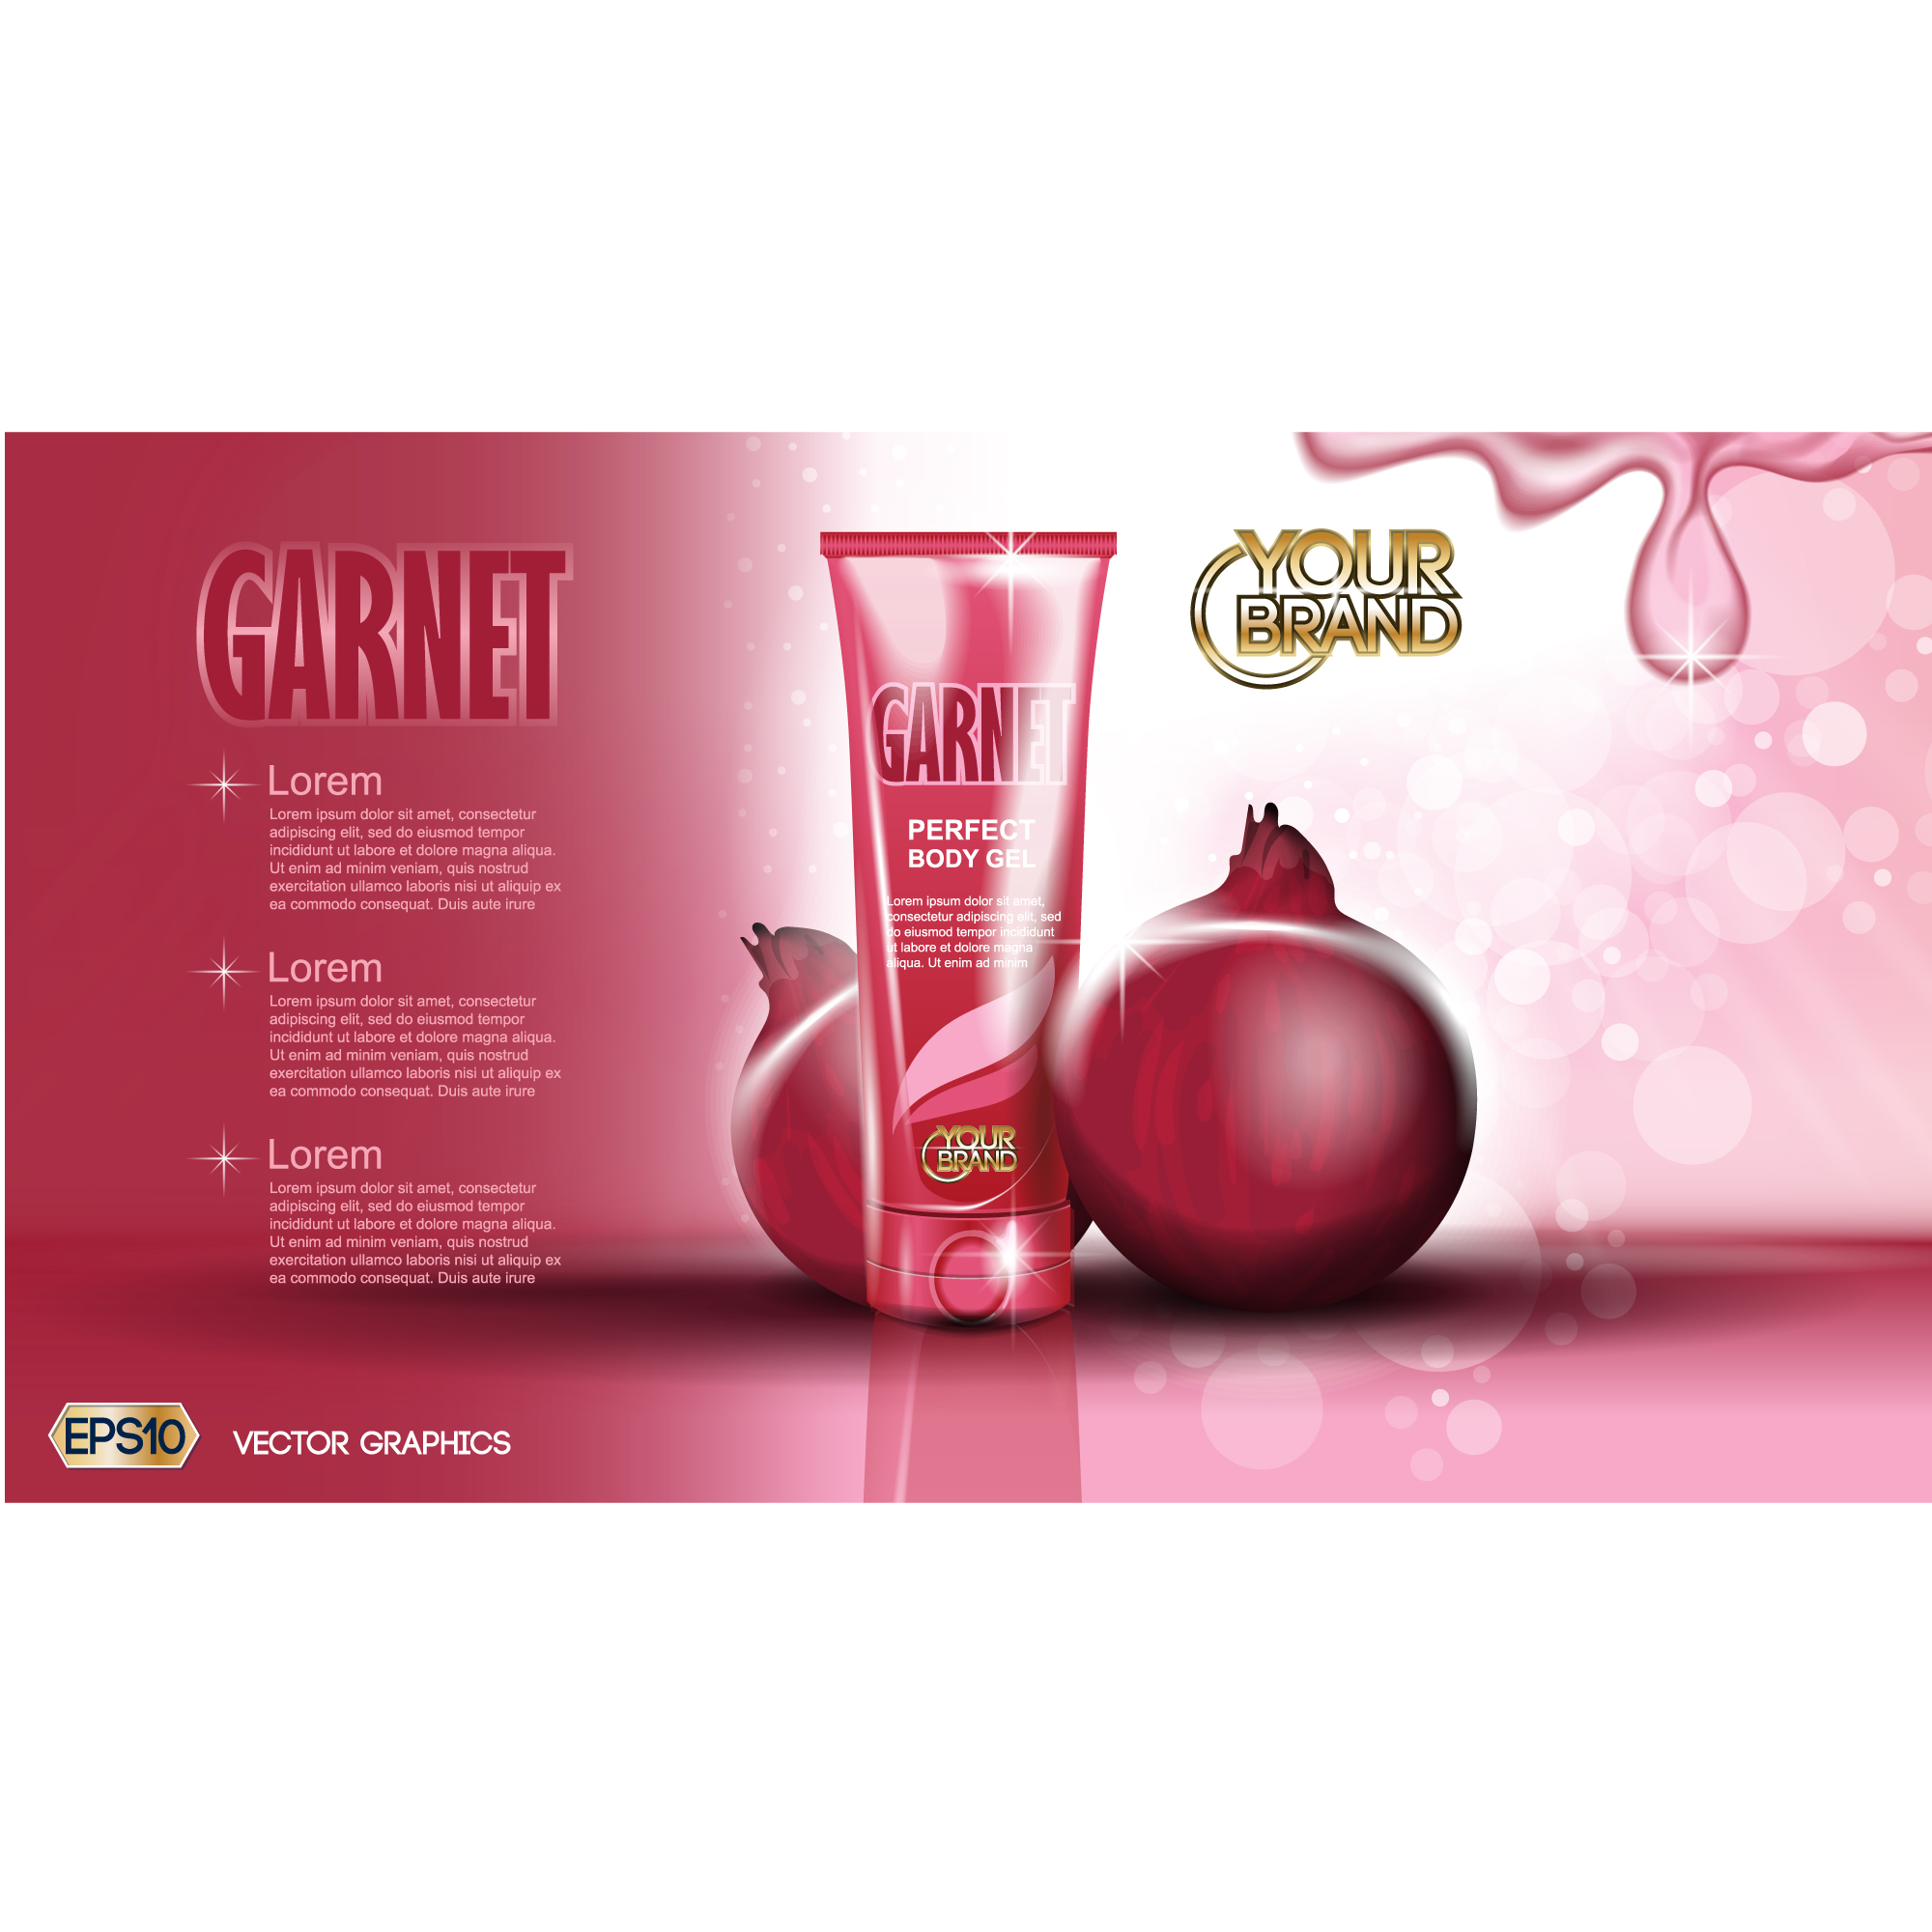 GARNET
Lorem
Lorem ipsum dolor sit amet, consectetur
adipiscing elit, sed do eiusmod tempor
incididunt ut labore et dolore magna aliqua.
Ut enim ad minim veniam, quis nostrud
exercitation ullamco laboris nisi ut aliquip ex
ea commodo consequat. Duis aute irure
Lorem
Lorem ipsum dolor sit amet, consectetur
adipiscing elit, sed do eiusmod tempor
incididunt ut labore et dolore magna aliqua.
Ut enim ad minim veniam, quis nostrud
exercitation ullamco laboris nisi ut aliquip ex
ea commodo consequat. Duis aute irure
Lorem
Lorem ipsum dolor sit amet, consectetur
adipiscing elit, sed do eiusmod tempor
incididunt ut labore et dolore magna aliqua.
Ut enim ad minim veniam, quis nostrud
exercitation ullamco laboris nisi ut aliquip ex
ea commodo consequat. Duis aute irure
EPS10
VECTOR GRAPHICS
GARNET
PERFECT
BODY GEL
Lorem ipsum dolor sit amet,
consectetur adipiscing elit, sed
do eiusmod tempor incididunt
ut labore et dolore magna
aliqua. Ut enim ad minim
YOUR
BRAND
YOUR
BRAND